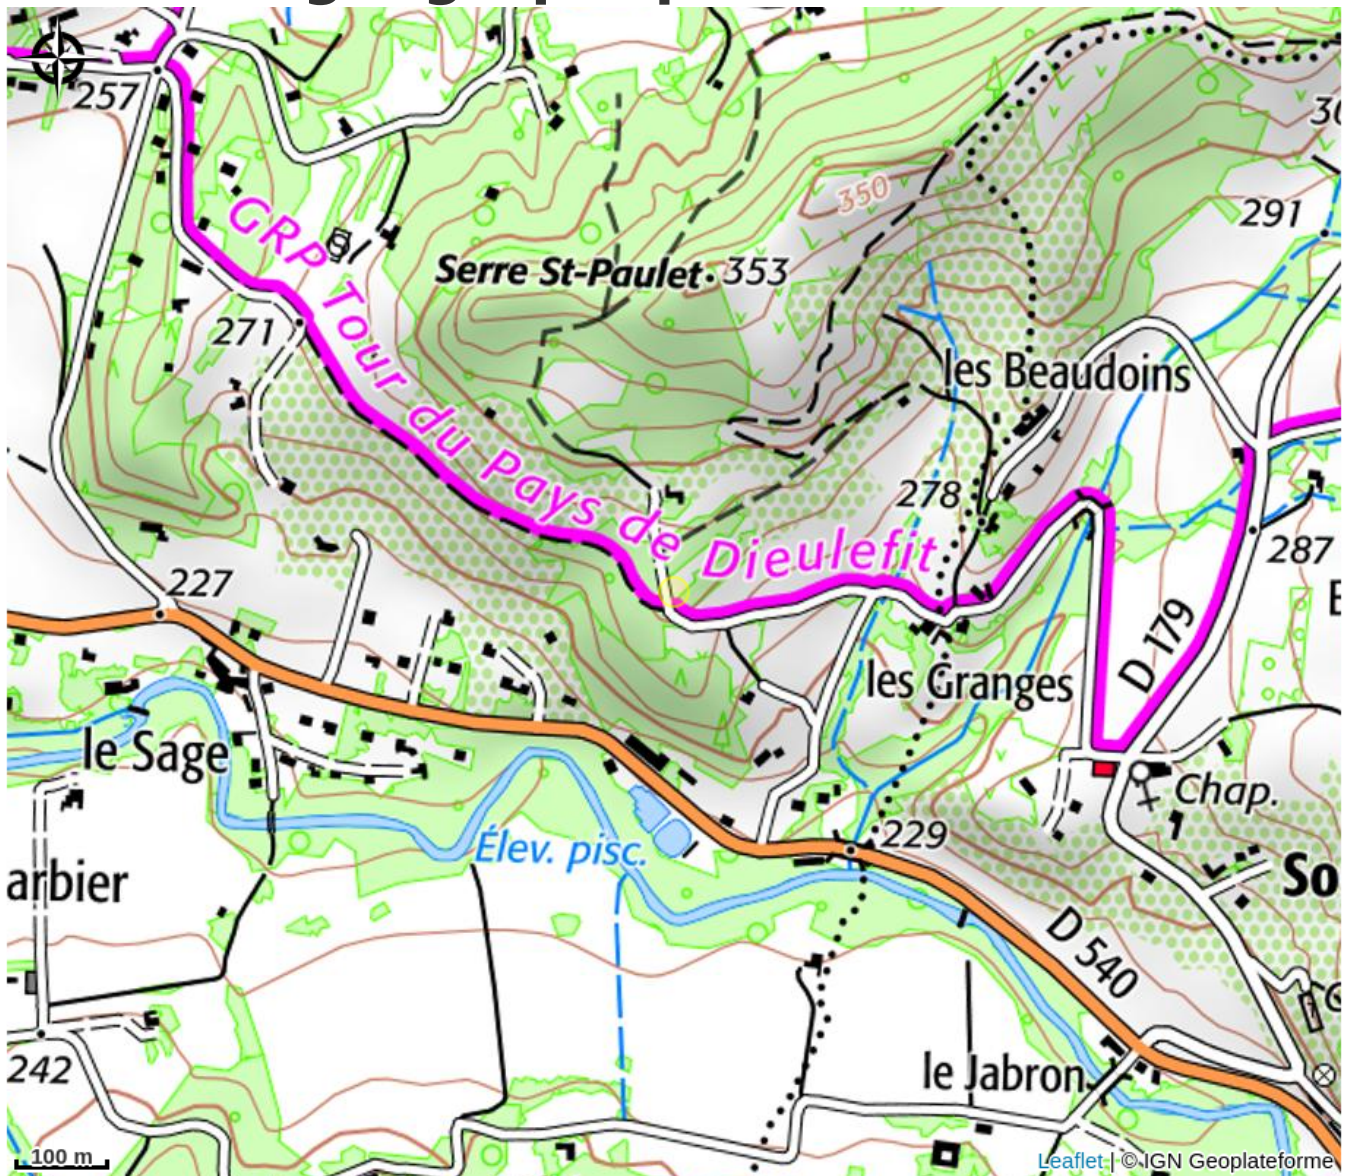 257
350
291
Serre St-Paulet · 353
GRP Tour du Pays de Dieulefit
271
les Beaudoins
278
287
227
D 179
les Granges
le Sage
Chap.
Élev. pisc.
229
arbier
So
D 540
242
le Jabron
100 m
Leaflet | © IGN Geoplateforme